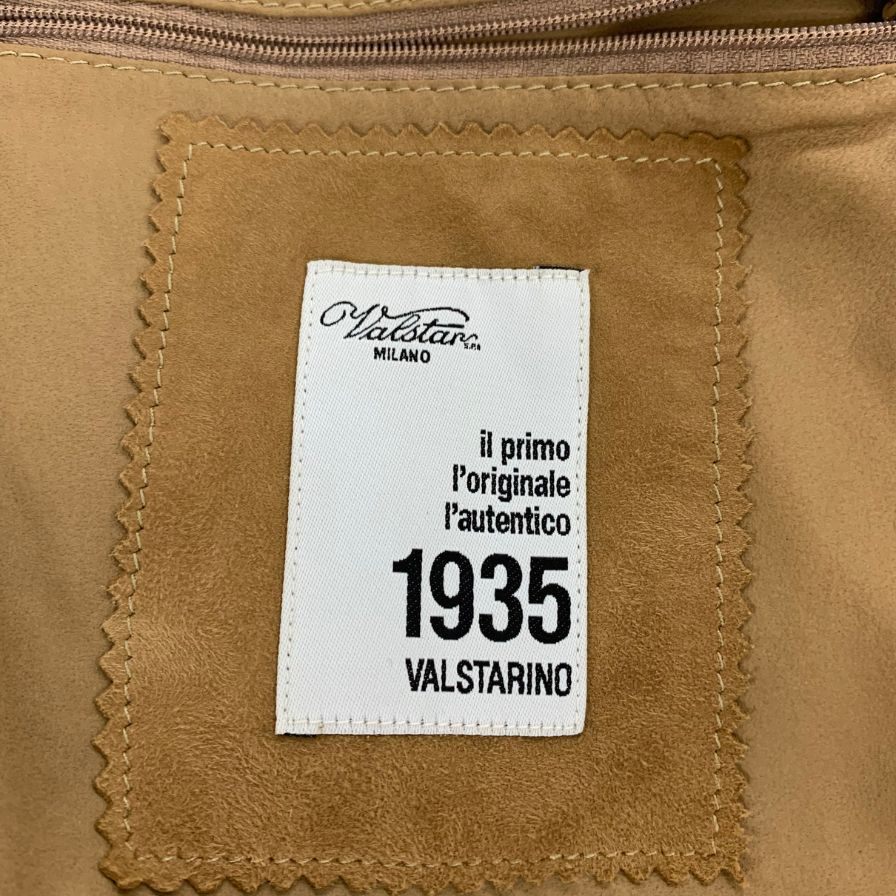 Valstar S.P.A
MILANO
il primo
l'originale
l'autentico
1935
VALSTARINO